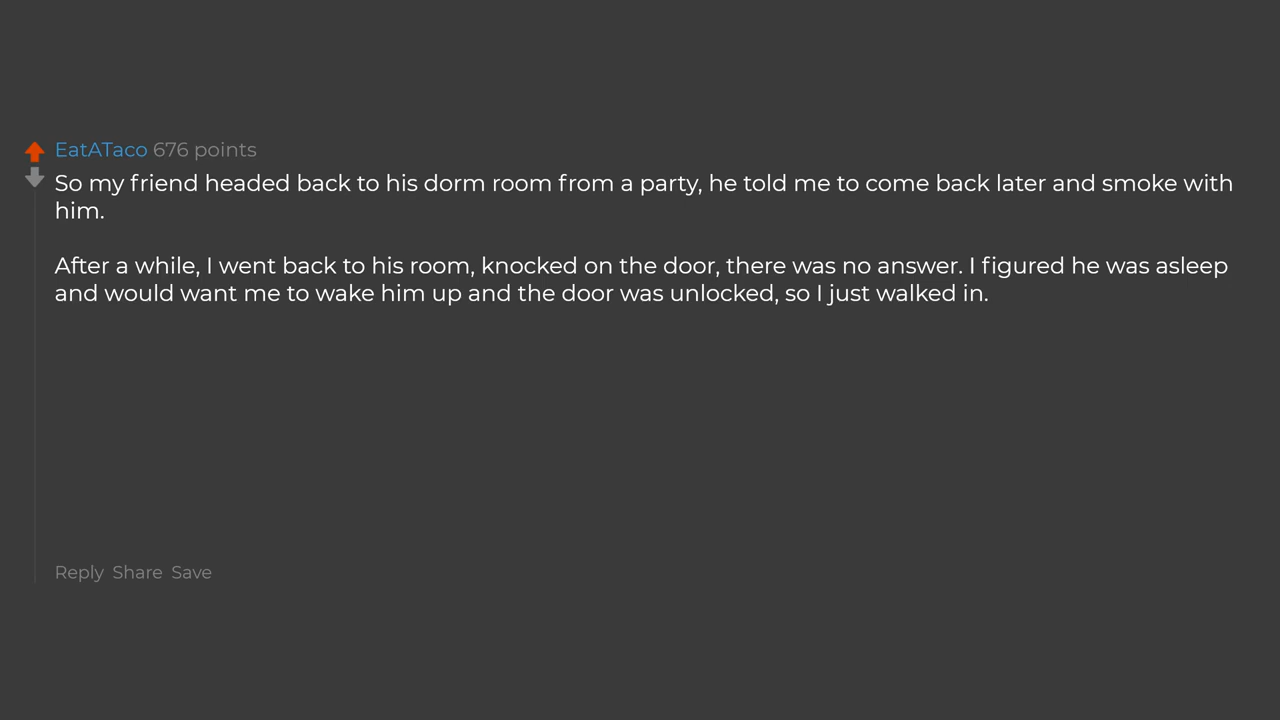 EatATaco 676 points
So my friend headed back to his dorm room from a party, he told me to come back later and smoke with
him.
After a while, I went back to his room, knocked on the door, there was no answer. I figured he was asleep
and would want me to wake him up and the door was unlocked, so I just walked in.
Reply Share Save